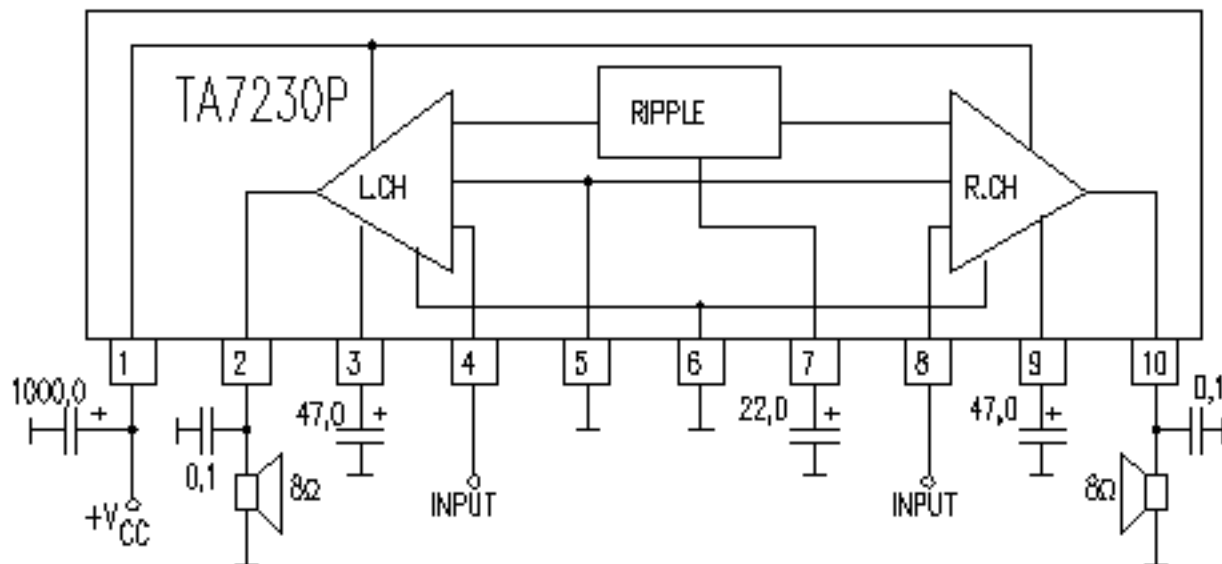 TA7230P
RIPPLE
L.CH
R.CH
1
2
3
4
5
6
7
8
9
10
1000,0
+
0,1
47,0
+
22,0
+
47,0
+
0,1
8Ω
INPUT
INPUT
8Ω
+VCC